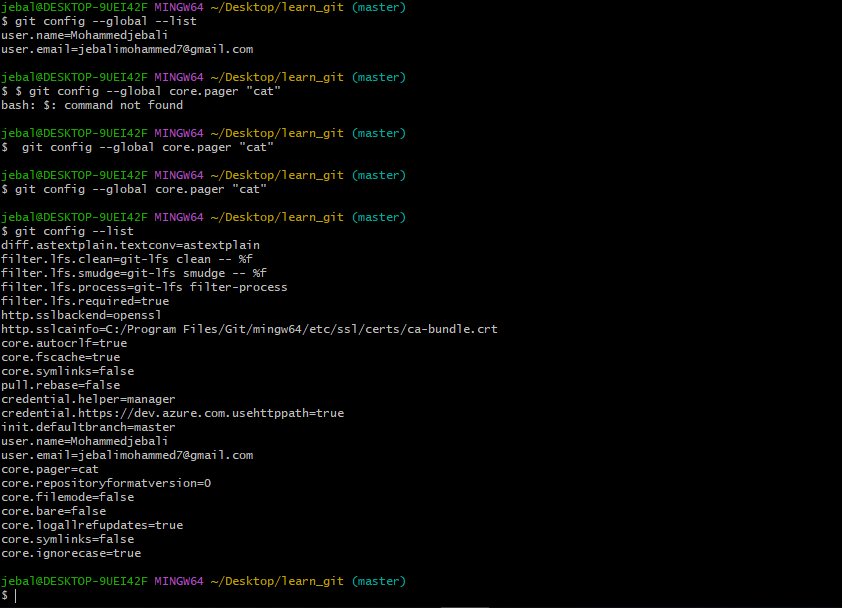 jebal@DESKTOP-9UEI42F MINGW64 ~/Desktop/learn_git (master)
$ git config --global --list
user.name=Mohammedjebali
user.email=jebalimohammed7@gmail.com
jebal@DESKTOP-9UEI42F MINGW64 ~/Desktop/learn_git (master)
$ $ git config --global core.pager "cat"
bash: $: command not found
jebal@DESKTOP-9UEI42F MINGW64 ~/Desktop/learn_git (master)
$  git config --global core.pager "cat"
jebal@DESKTOP-9UEI42F MINGW64 ~/Desktop/learn_git (master)
$ git config --global core.pager "cat"
jebal@DESKTOP-9UEI42F MINGW64 ~/Desktop/learn_git (master)
$ git config --list
diff.astextplain.textconv=astextplain
filter.lfs.clean=git-lfs clean -- %f
filter.lfs.smudge=git-lfs smudge -- %f
filter.lfs.process=git-lfs filter-process
filter.lfs.required=true
http.sslbackend=openssl
http.sslcainfo=C:/Program Files/Git/mingw64/etc/ssl/certs/ca-bundle.crt
core.autocrlf=true
core.fscache=true
core.symlinks=false
pull.rebase=false
credential.helper=manager
credential.https://dev.azure.com.usehttppath=true
init.defaultbranch=master
user.name=Mohammedjebali
user.email=jebalimohammed7@gmail.com
core.pager=cat
core.repositoryformatversion=0
core.filemode=false
core.bare=false
core.logallrefupdates=true
core.symlinks=false
core.ignorecase=true
jebal@DESKTOP-9UEI42F MINGW64 ~/Desktop/learn_git (master)
$